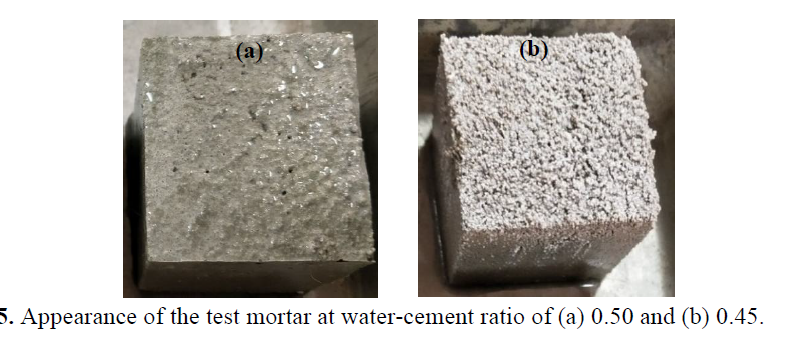 (a) (b)
5. Appearance of the test mortar at water-cement ratio of (a) 0.50 and (b) 0.45.